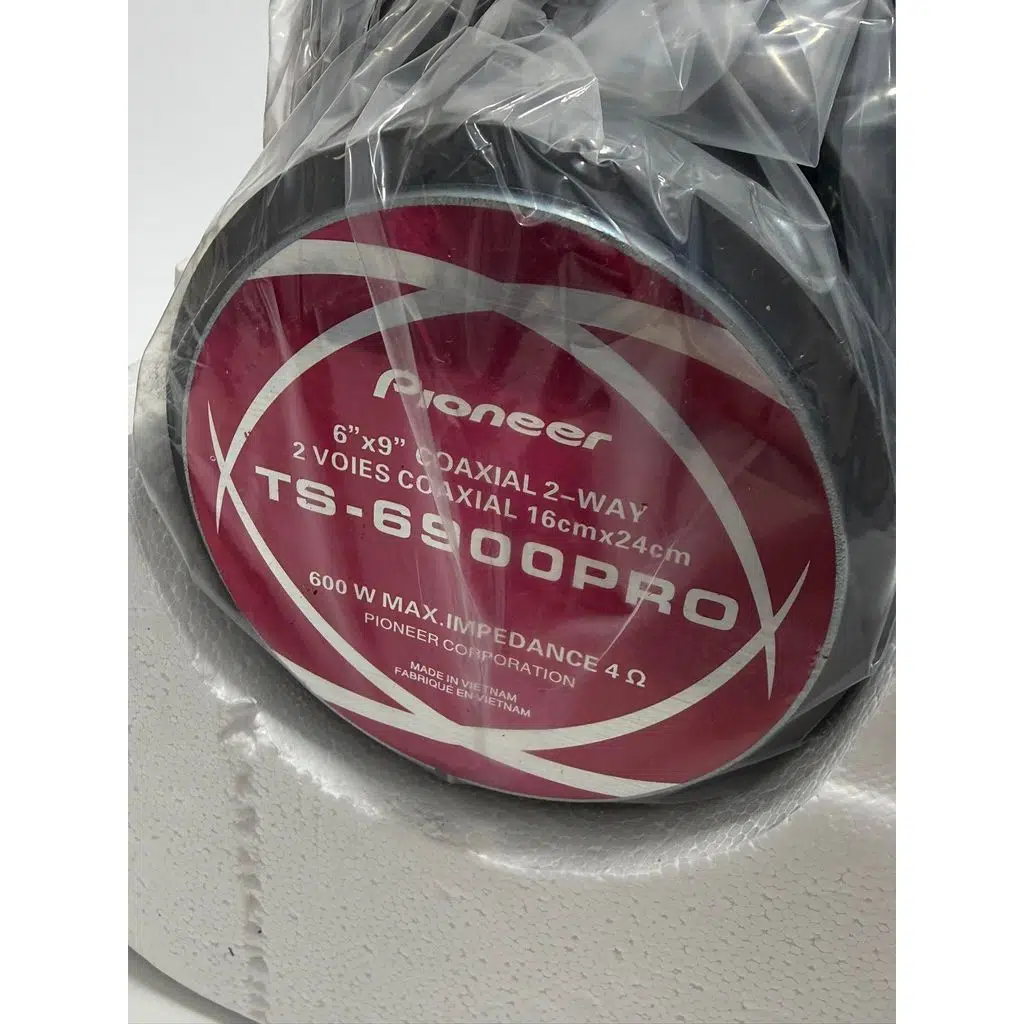 Pioneer
6”x9” COAXIAL 2-WAY
2 VOIES COAXIAL 16cmx24cm
TS-6900PRO
600 W MAX.IMPEDANCE 4 Ω
PIONEER CORPORATION
MADE IN VIETNAM
FABRIQUÉ EN VIETNAM